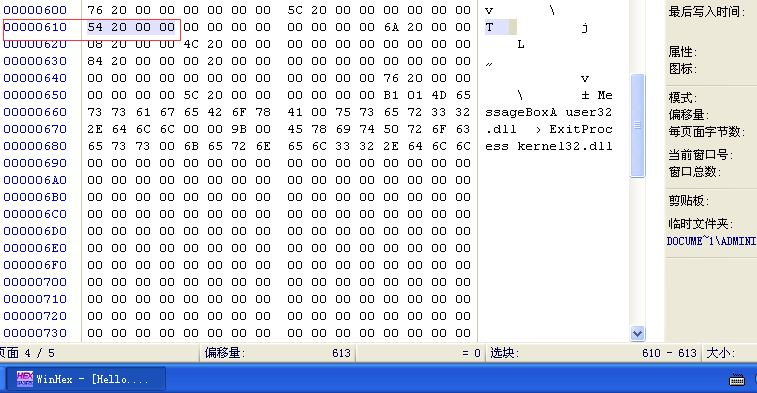 00000600 76 20 00 00 00 00 00 00 5C 20 00 00 00 00 00 00 v \
00000610 54 20 00 00 00 00 00 00 00 00 00 00 6A 20 00 00 T j
00000620 08 20 00 00 4C 20 00 00 00 00 00 00 00 00 00 00 L
00000630 84 20 00 00 00 20 00 00 00 00 00 00 00 00 00 00 „
00000640 00 00 00 00 00 00 00 00 00 00 00 00 76 20 00 00 v
00000650 00 00 00 00 5C 20 00 00 00 00 00 00 B1 01 4D 65 \ ± Me
00000660 73 73 61 67 65 42 6F 78 41 00 75 73 65 72 33 32 ssageBoxA user32
00000670 2E 64 6C 6C 00 00 9B 00 45 78 69 74 50 72 6F 63 .dll › ExitProc
00000680 65 73 73 00 6B 65 72 6E 65 6C 33 32 2E 64 6C 6C ess kernel32.dll
00000690 00 00 00 00 00 00 00 00 00 00 00 00 00 00 00 00
000006A0 00 00 00 00 00 00 00 00 00 00 00 00 00 00 00 00
000006B0 00 00 00 00 00 00 00 00 00 00 00 00 00 00 00 00
000006C0 00 00 00 00 00 00 00 00 00 00 00 00 00 00 00 00
000006D0 00 00 00 00 00 00 00 00 00 00 00 00 00 00 00 00
000006E0 00 00 00 00 00 00 00 00 00 00 00 00 00 00 00 00
000006F0 00 00 00 00 00 00 00 00 00 00 00 00 00 00 00 00
00000700 00 00 00 00 00 00 00 00 00 00 00 00 00 00 00 00
00000710 00 00 00 00 00 00 00 00 00 00 00 00 00 00 00 00
00000720 00 00 00 00 00 00 00 00 00 00 00 00 00 00 00 00
00000730 00 00 00 00 00 00 00 00 00 00 00 00 00 00 00 00
最后写入时间:
属性:
图标:
模式:
偏移量:
每页面字节数:
当前窗口号:
窗口总数:
剪贴板:
临时文件夹:
DOCUME~1\ADMINI
页面 4 / 5 偏移量: 613 = 0 选块: 610 - 613 大小:
WinHex - [Hello....